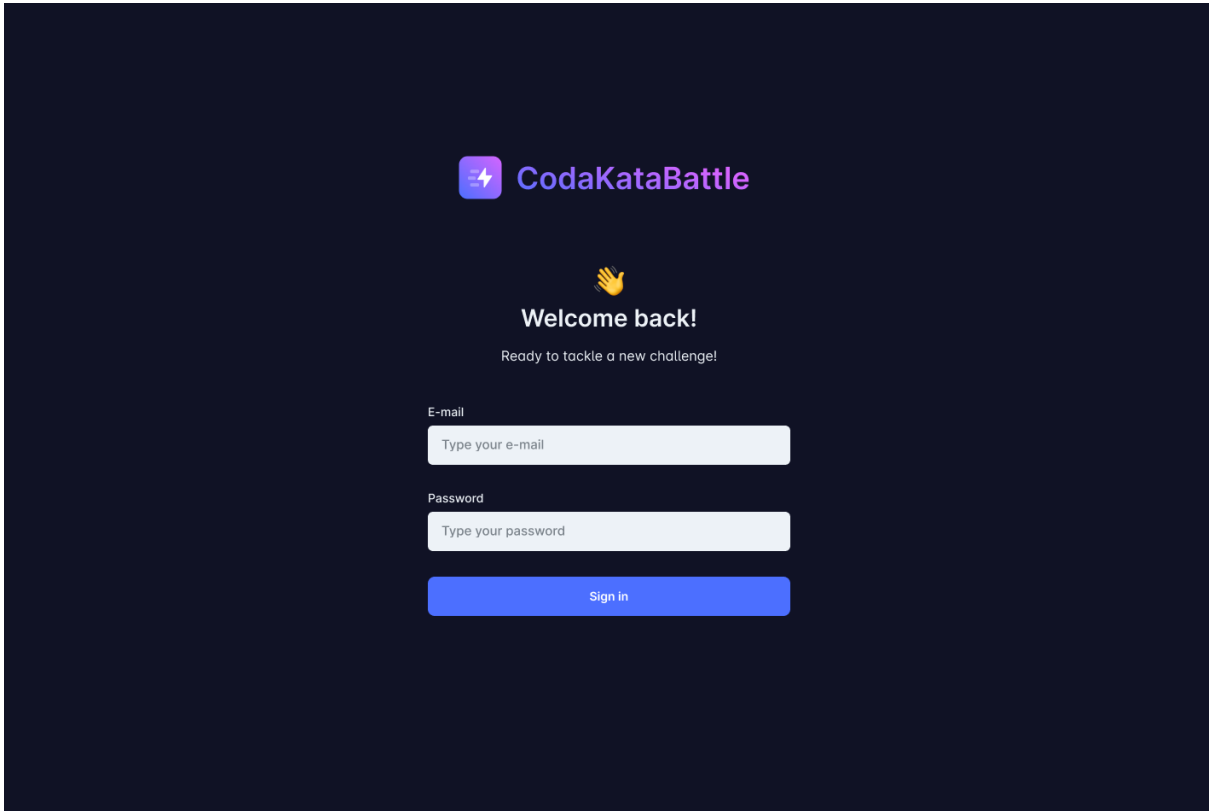 CodaKataBattle
Welcome back!
Ready to tackle a new challenge!
E-mail
Type your e-mail
Password
Type your password
Sign in